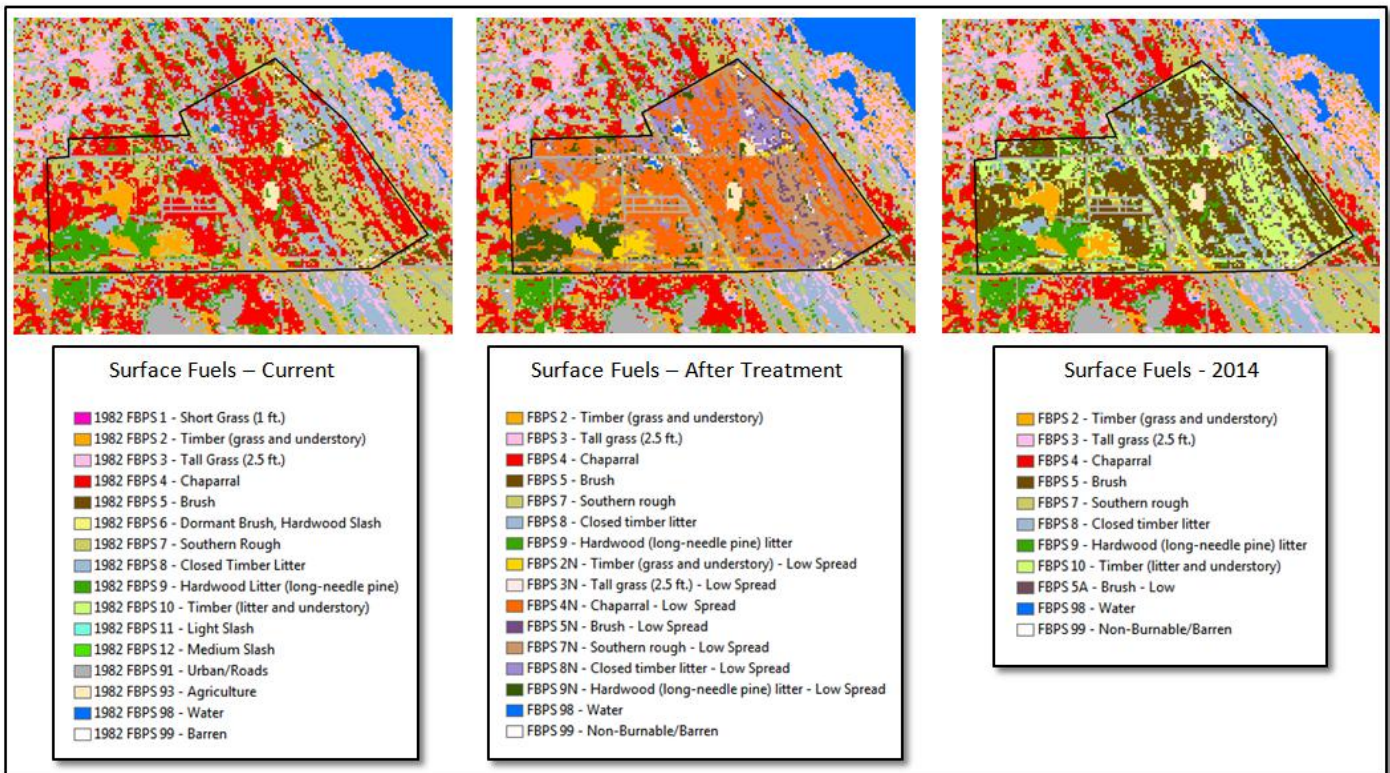 Surface Fuels – Current
1982 FBPS 1 - Short Grass (1 ft.)
1982 FBPS 2 - Timber (grass and understory)
1982 FBPS 3 - Tall Grass (2.5 ft.)
1982 FBPS 4 - Chaparral
1982 FBPS 5 - Brush
1982 FBPS 6 - Dormant Brush, Hardwood Slash
1982 FBPS 7 - Southern Rough
1982 FBPS 8 - Closed Timber Litter
1982 FBPS 9 - Hardwood Litter (long-needle pine)
1982 FBPS 10 - Timber (litter and understory)
1982 FBPS 11 - Light Slash
1982 FBPS 12 - Medium Slash
1982 FBPS 91 - Urban/Roads
1982 FBPS 93 - Agriculture
1982 FBPS 98 - Water
1982 FBPS 99 - Barren
Surface Fuels – After Treatment
FBPS 2 - Timber (grass and understory)
FBPS 3 - Tall grass (2.5 ft.)
FBPS 4 - Chaparral
FBPS 5 - Brush
FBPS 7 - Southern rough
FBPS 8 - Closed timber litter
FBPS 9 - Hardwood (long-needle pine) litter
FBPS 2N - Timber (grass and understory) - Low Spread
FBPS 3N - Tall grass (2.5 ft.) - Low Spread
FBPS 4N - Chaparral - Low Spread
FBPS 5N - Brush - Low Spread
FBPS 7N - Southern rough - Low Spread
FBPS 8N - Closed timber litter - Low Spread
FBPS 9N - Hardwood (long-needle pine) litter - Low Spread
FBPS 98 - Water
FBPS 99 - Non-Burnable/Barren
Surface Fuels - 2014
FBPS 2 - Timber (grass and understory)
FBPS 3 - Tall grass (2.5 ft.)
FBPS 4 - Chaparral
FBPS 5 - Brush
FBPS 7 - Southern rough
FBPS 8 - Closed timber litter
FBPS 9 - Hardwood (long-needle pine) litter
FBPS 10 - Timber (litter and understory)
FBPS 5A - Brush - Low
FBPS 98 - Water
FBPS 99 - Non-Burnable/Barren